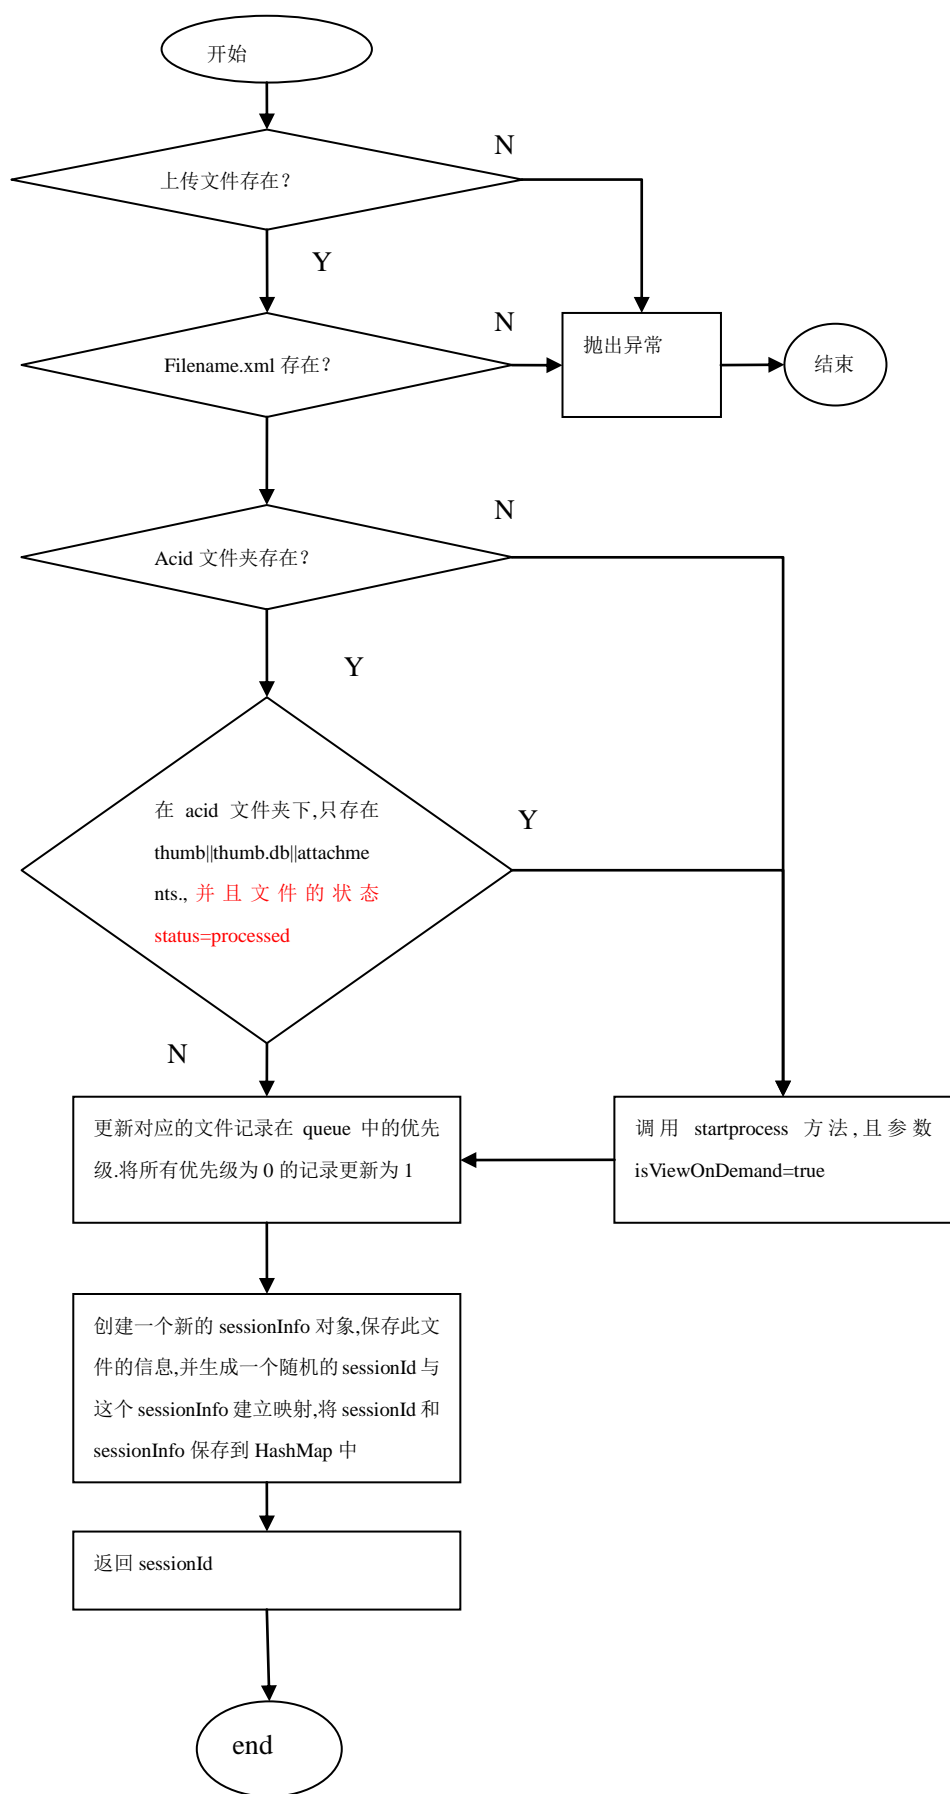 开始
N
上传文件存在？
Y
N
Filename.xml 存在？
抛出异常
结束
N
Acid 文件夹存在？
Y
在 acid 文件夹下,只存在
thumb||thumb.db||attachme
nts., 并且文件的状态
status=processed
Y
N
更新对应的文件记录在 queue 中的优先
级.将所有优先级为 0 的记录更新为 1
调用 startprocess 方法,且参数
isViewOnDemand=true
创建一个新的 sessionInfo 对象,保存此文
件的信息,并生成一个随机的 sessionId 与
这个 sessionInfo 建立映射,将 sessionId 和
sessionInfo 保存到 HashMap 中
返回 sessionId
end